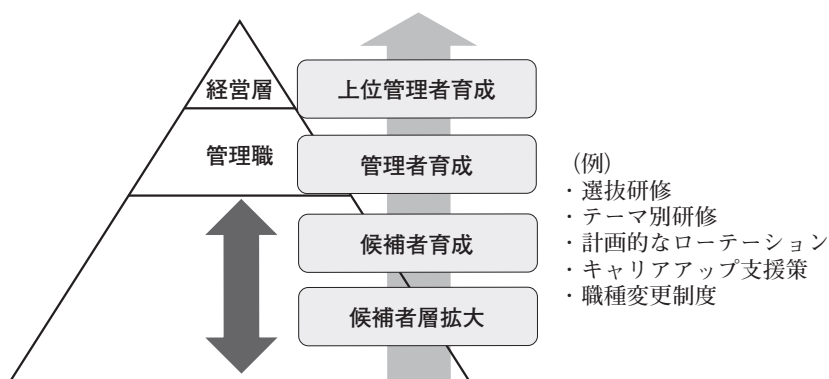 経営層
上位管理者育成
管理職
管理者育成
候補者育成
候補者層拡大
(例)
・選抜研修
・テーマ別研修
・計画的なローテーション
・キャリアアップ支援策
・職種変更制度